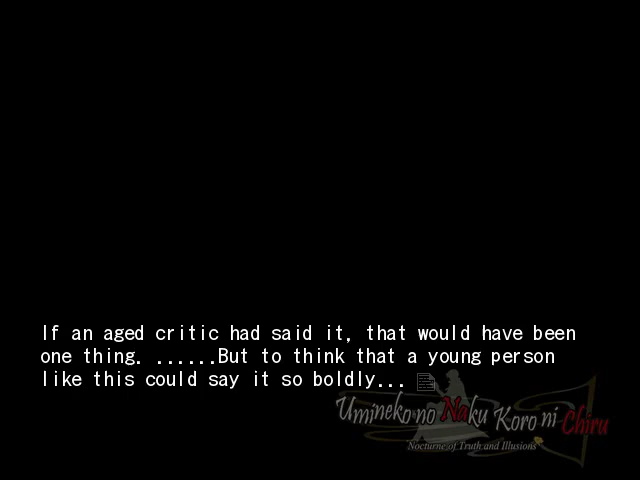 If an aged critic had said it, that would have been
one thing. ......But to think that a young person
like this could say it so boldly...
Umineko no Naku Koro ni Chiru
Nocturne of Truth and Illusions